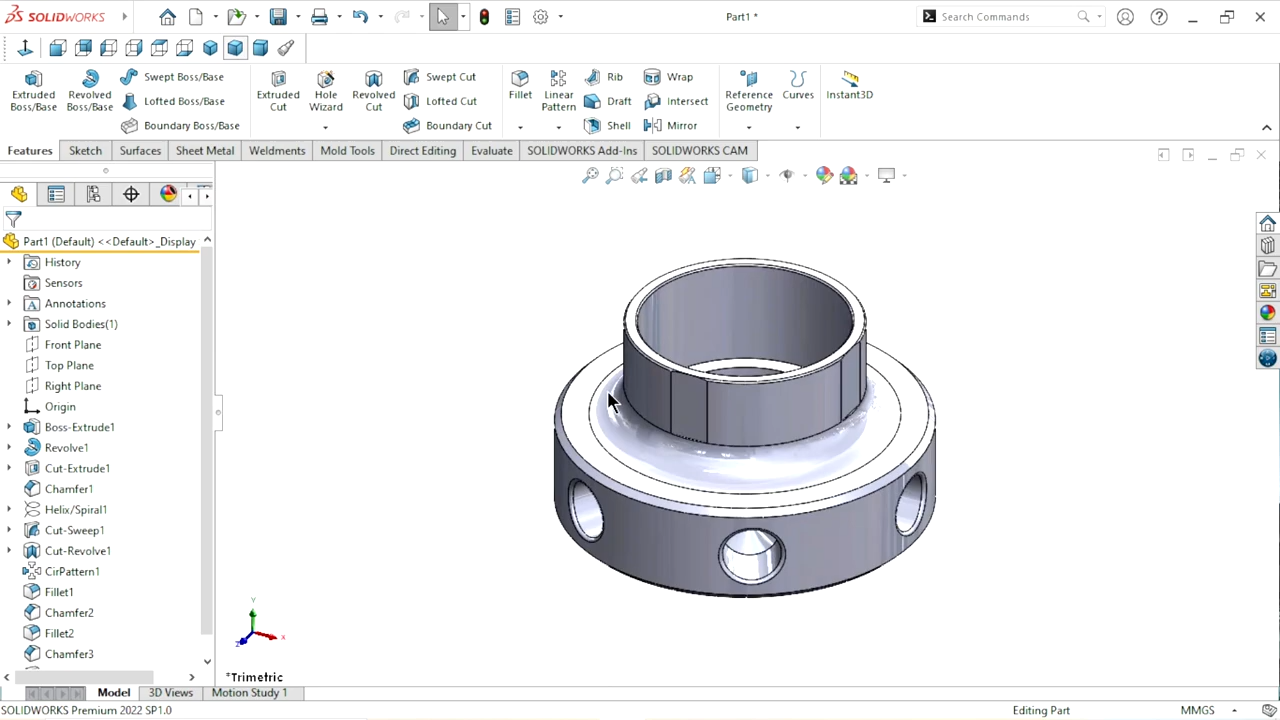 SOLIDWORKS
Part1 *
Search Commands
Extruded Boss/Base
Revolved Boss/Base
Swept Boss/Base
Lofted Boss/Base
Boundary Boss/Base
Extruded Cut
Hole Wizard
Revolved Cut
Swept Cut
Lofted Cut
Boundary Cut
Fillet
Linear Pattern
Rib
Draft
Shell
Wrap
Intersect
Mirror
Reference Geometry
Curves
Instant3D
Features
Sketch
Surfaces
Sheet Metal
Weldments
Mold Tools
Direct Editing
Evaluate
SOLIDWORKS Add-Ins
SOLIDWORKS CAM
Part1 (Default) <<Default>_Display
History
Sensors
Annotations
Solid Bodies(1)
Front Plane
Top Plane
Right Plane
Origin
Boss-Extrude1
Revolve1
Cut-Extrude1
Chamfer1
Helix/Spiral1
Cut-Sweep1
Cut-Revolve1
CirPattern1
Fillet1
Chamfer2
Fillet2
Chamfer3
Y
X
Z
*Trimetric
Model
3D Views
Motion Study 1
SOLIDWORKS Premium 2022 SP1.0
Editing Part
MMGS